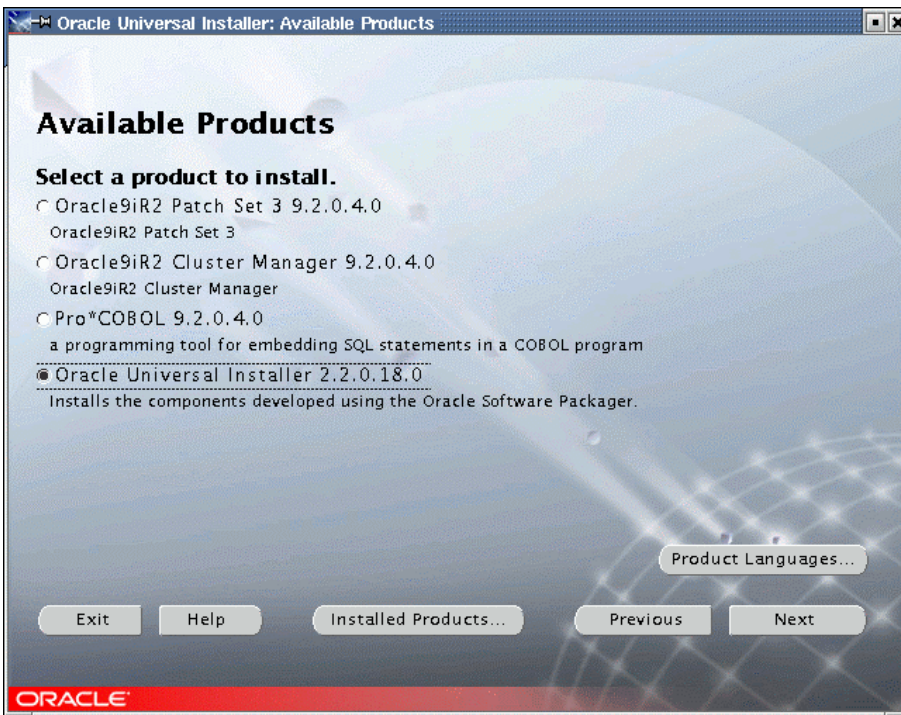 Oracle Universal Installer: Available Products
Available Products
Select a product to install.
Oracle9iR2 Patch Set 3 9.2.0.4.0
Oracle9iR2 Patch Set 3
Oracle9iR2 Cluster Manager 9.2.0.4.0
Oracle9iR2 Cluster Manager
Pro*COBOL 9.2.0.4.0
a programming tool for embedding SQL statements in a COBOL program
Oracle Universal Installer 2.2.0.18.0
Installs the components developed using the Oracle Software Packager.
Product Languages...
Exit Help Installed Products... Previous Next
ORACLE